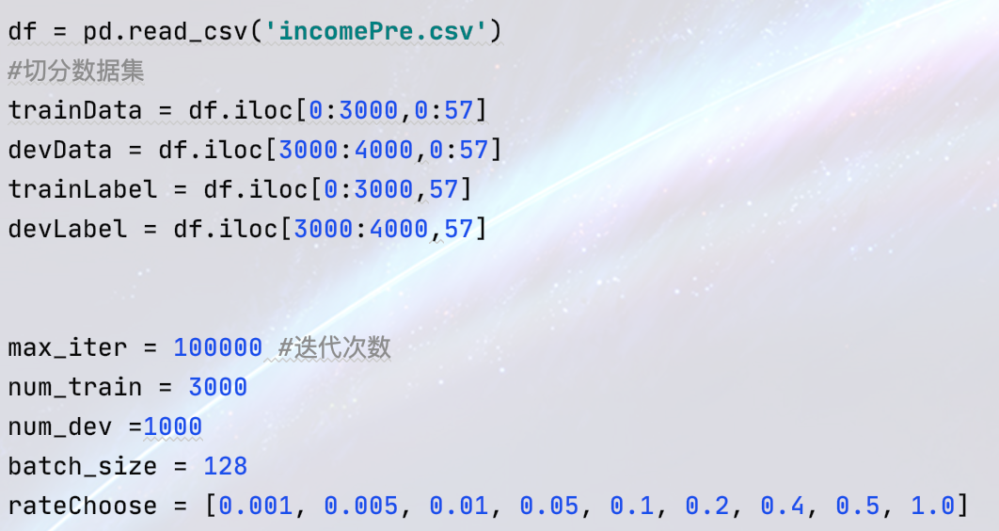 df = pd.read_csv('incomePre.csv')
#切分数据集
trainData = df.iloc[0:3000,0:57]
devData = df.iloc[3000:4000,0:57]
trainLabel = df.iloc[0:3000,57]
devLabel = df.iloc[3000:4000,57]
max_iter = 100000 #迭代次数
num_train = 3000
num_dev =1000
batch_size = 128
rateChoose = [0.001, 0.005, 0.01, 0.05, 0.1, 0.2, 0.4, 0.5, 1.0]